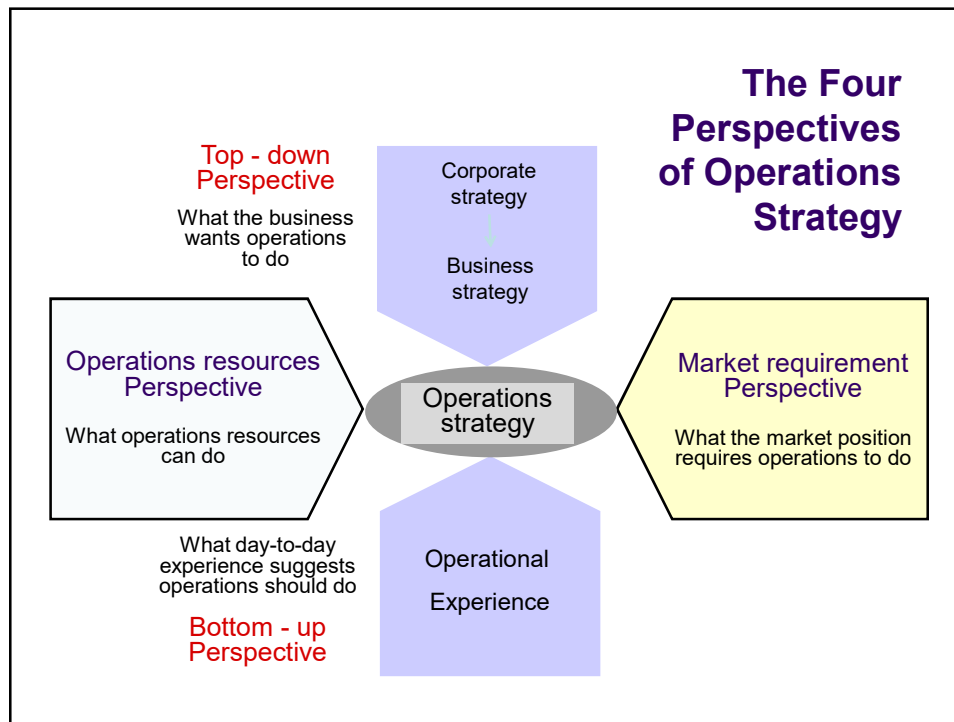 The Four
Perspectives
of Operations
Strategy
Top - down
Perspective
What the business
wants operations
to do
Corporate
strategy
Business
strategy
Operations resources
Perspective
What operations resources
can do
Operations
strategy
Market requirement
Perspective
What the market position
requires operations to do
What day-to-day
experience suggests
operations should do
Bottom - up
Perspective
Operational
Experience